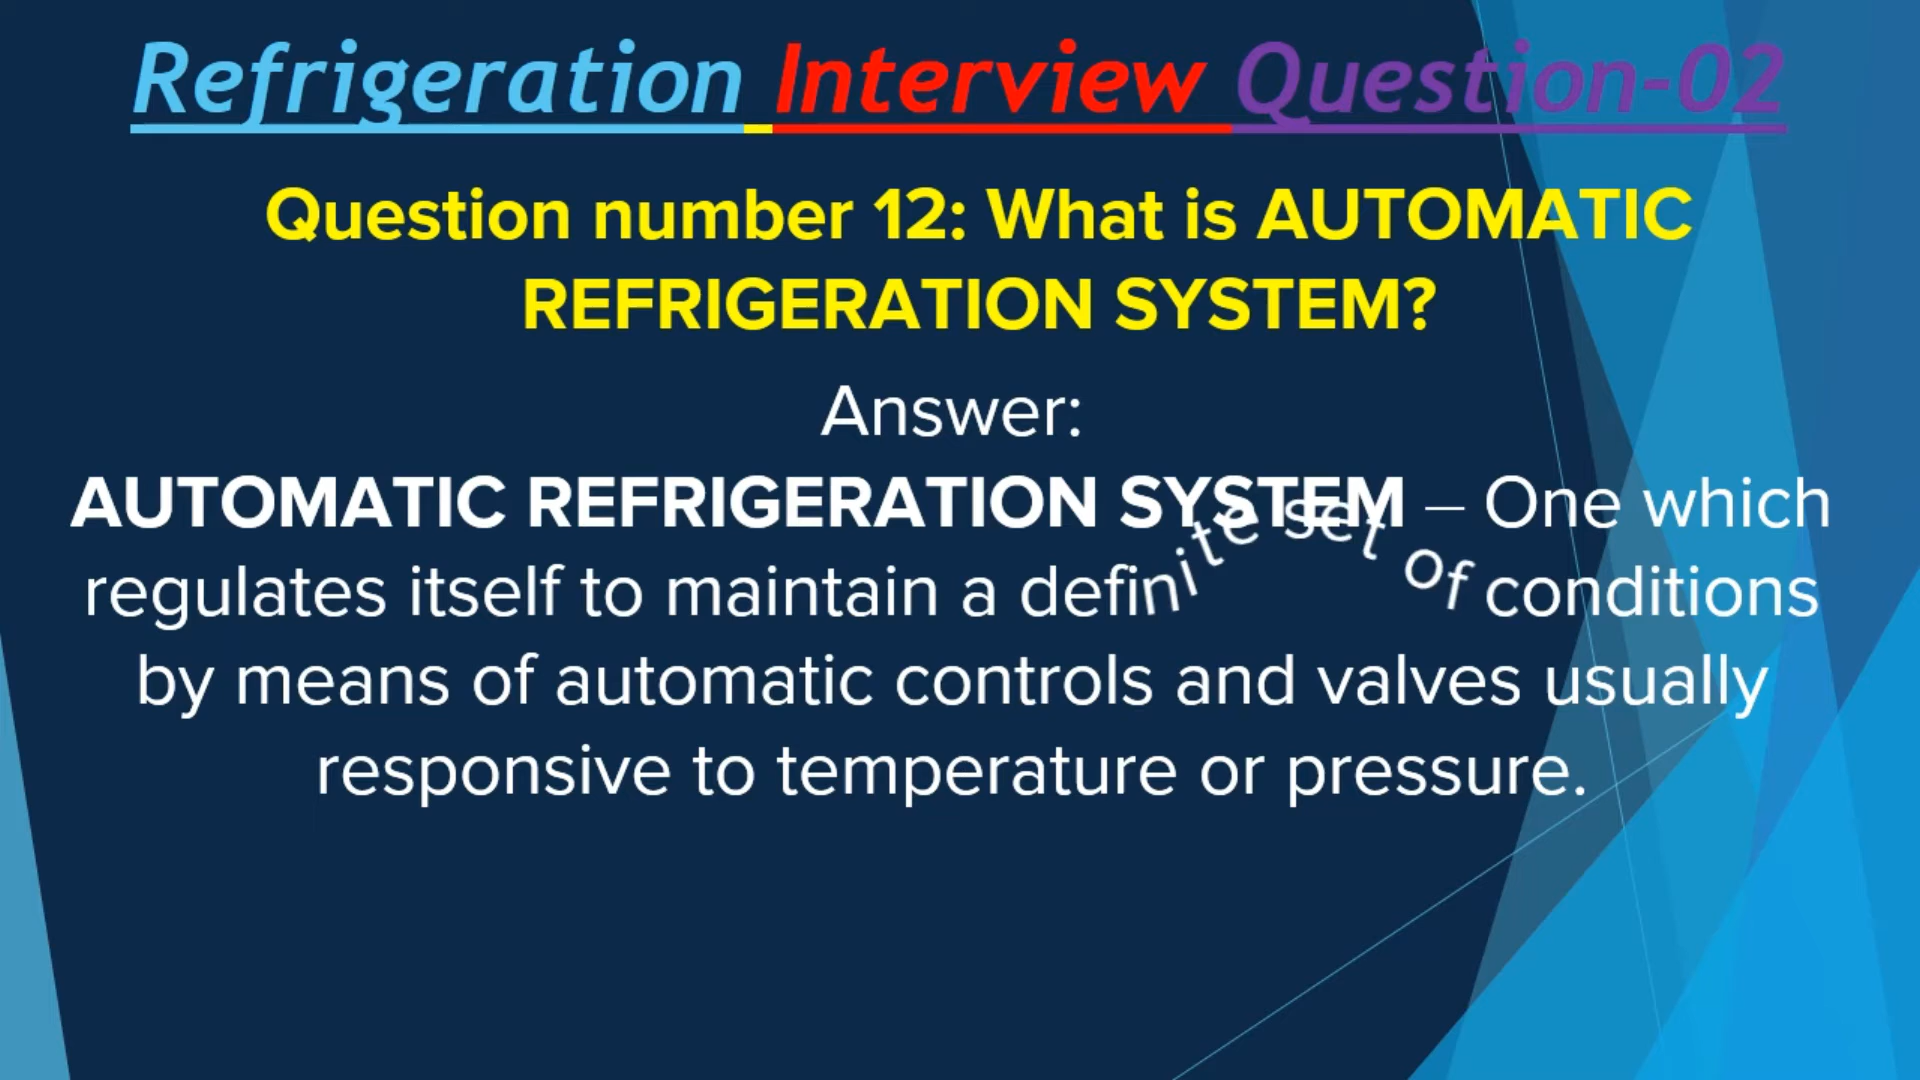 Refrigeration Interview Question-02
Question number 12: What is AUTOMATIC
REFRIGERATION SYSTEM?
Answer:
AUTOMATIC REFRIGERATION SYSTEM – One which
regulates itself to maintain a definite set of conditions
by means of automatic controls and valves usually
responsive to temperature or pressure.